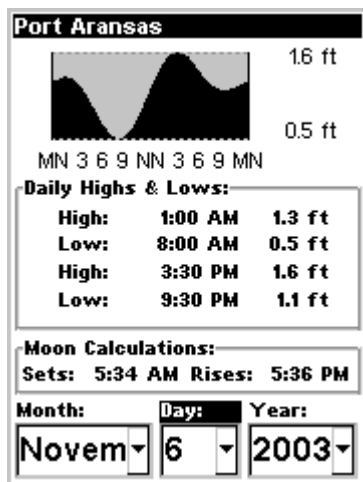 Port Aransas
1.6 ft
0.5 ft
MN 3 6 9 NN 3 6 9 MN
Daily Highs & Lows:
High: 1:00 AM 1.3 ft
Low: 8:00 AM 0.5 ft
High: 3:30 PM 1.6 ft
Low: 9:30 PM 1.1 ft
Moon Calculations:
Sets: 5:34 AM Rises: 5:36 PM
Month: Day: Year:
Novem 6 2003